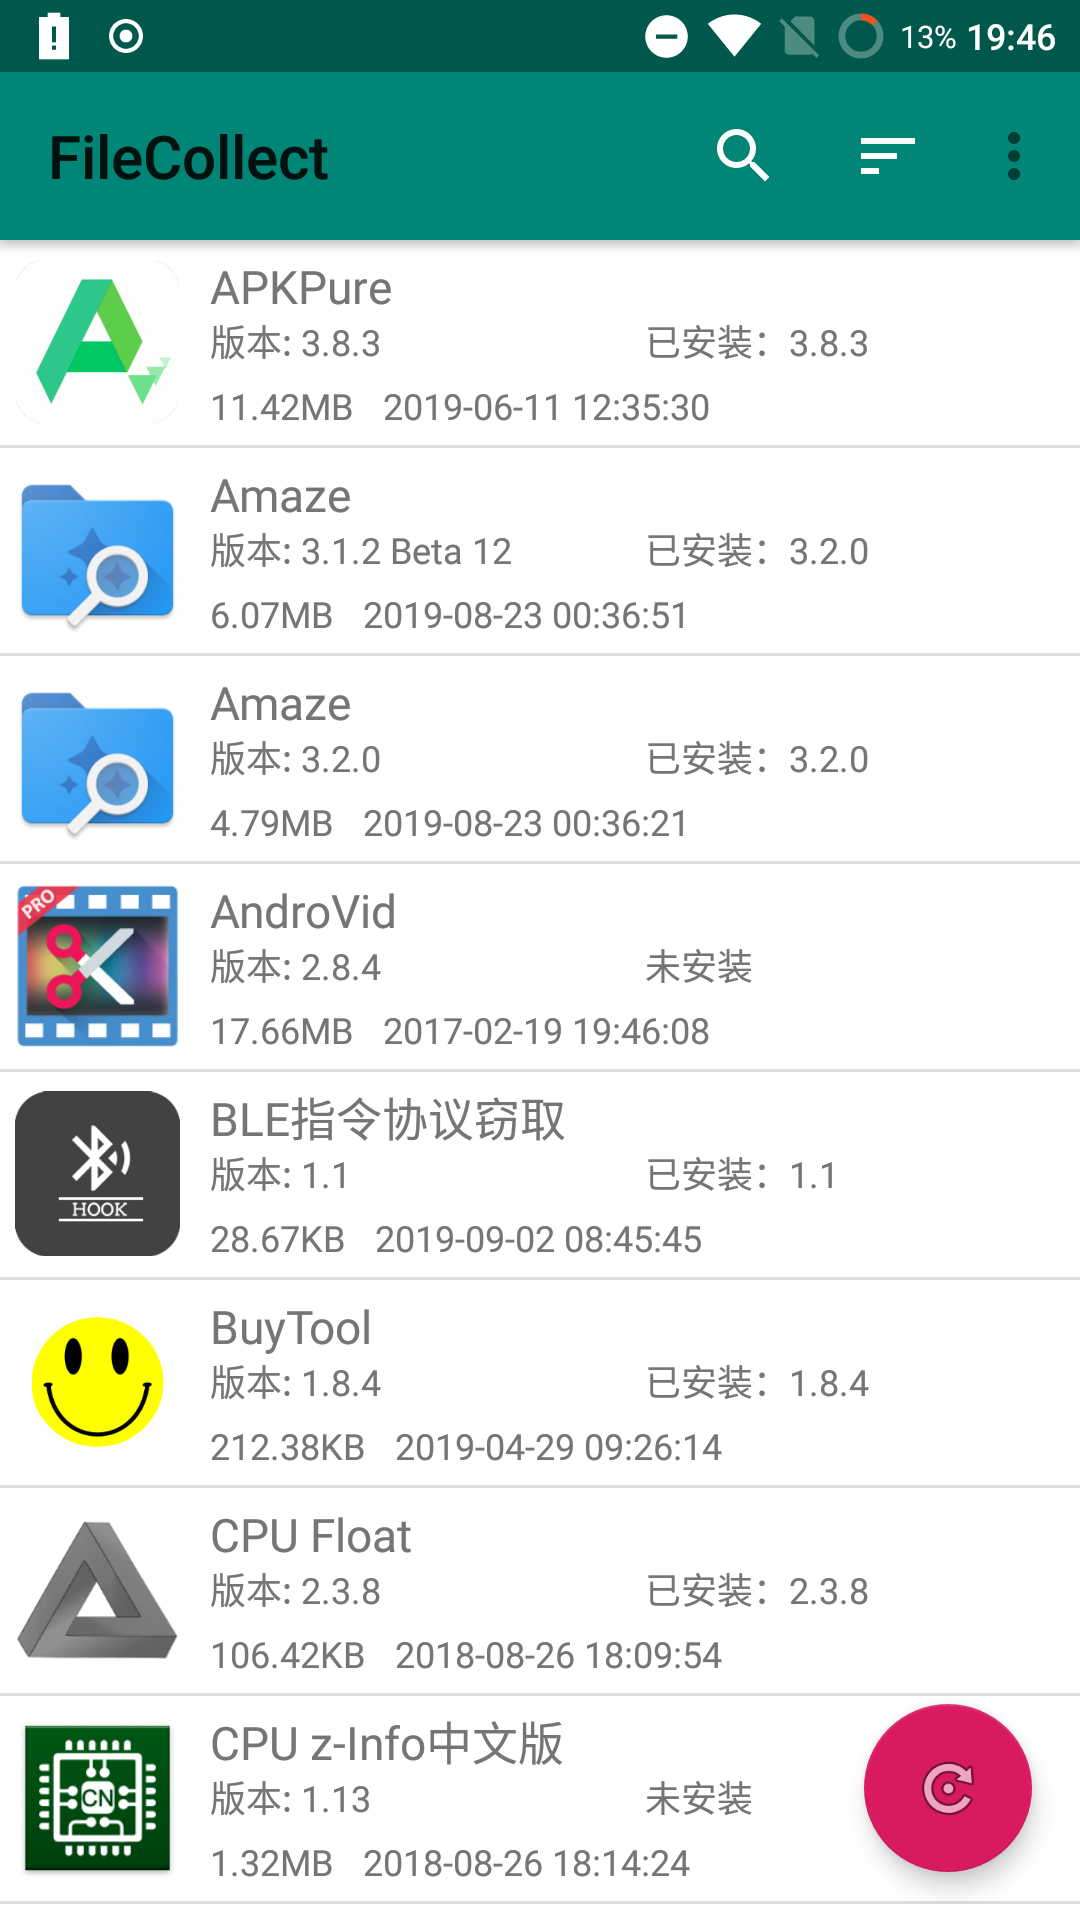 13% 19:46
FileCollect
APKPure
版本: 3.8.3 已安装：3.8.3
11.42MB 2019-06-11 12:35:30
Amaze
版本: 3.1.2 Beta 12 已安装：3.2.0
6.07MB 2019-08-23 00:36:51
Amaze
版本: 3.2.0 已安装：3.2.0
4.79MB 2019-08-23 00:36:21
PRO
AndroVid
版本: 2.8.4 未安装
17.66MB 2017-02-19 19:46:08
BLE指令协议窃取
版本: 1.1 已安装：1.1
HOOK
28.67KB 2019-09-02 08:45:45
BuyTool
版本: 1.8.4 已安装：1.8.4
212.38KB 2019-04-29 09:26:14
CPU Float
版本: 2.3.8 已安装：2.3.8
106.42KB 2018-08-26 18:09:54
CPU z-Info中文版
CN
版本: 1.13 未安装
1.32MB 2018-08-26 18:14:24